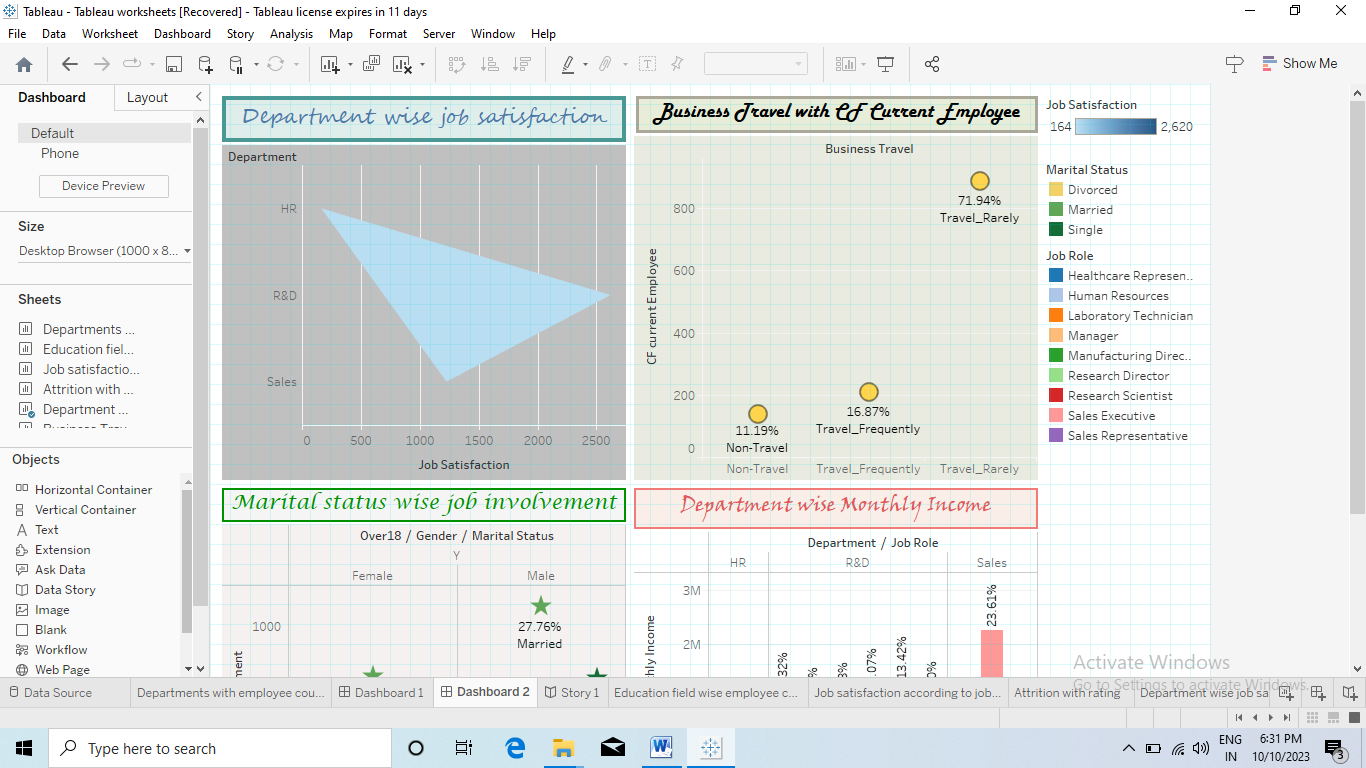 Tableau - Tableau worksheets [Recovered] - Tableau license expires in 11 days
File Data Worksheet Dashboard Story Analysis Map Format Server Window Help
Show Me
Dashboard Layout
Default
Phone
Device Preview
Size
Desktop Browser (1000 x 8...
Sheets
Departments ...
Education fiel...
Job satisfactio...
Attrition with ...
Department ...
Objects
Horizontal Container
Vertical Container
Text
Extension
Ask Data
Data Story
Image
Blank
Workflow
Web Page
Department wise job satisfaction
Department
HR
R&D
Sales
0 500 1000 1500 2000 2500
Job Satisfaction
Business Travel with CF Current Employee
Business Travel
CF current Employee
800
600
400
200
0
71.94%
Travel_Rarely
16.87%
Travel_Frequently
11.19%
Non-Travel
Non-Travel Travel_Frequently Travel_Rarely
Job Satisfaction
164 2,620
Marital Status
Divorced
Married
Single
Job Role
Healthcare Represen..
Human Resources
Laboratory Technician
Manager
Manufacturing Direc..
Research Director
Research Scientist
Sales Executive
Sales Representative
Marital status wise job involvement
Over18 / Gender / Marital Status
Y
Female Male
1000
27.76%
Married
Department wise Monthly Income
Department / Job Role
HR R&D Sales
3M
2M
23.61%
13.42%
Activate Windows
Go to Settings to activate Windows.
Data Source Departments with employee cou... Dashboard 1 Dashboard 2 Story 1 Education field wise employee c... Job satisfaction according to job... Attrition with rating Department wise job sa
Type here to search
ENG
IN
6:31 PM
10/10/2023
3